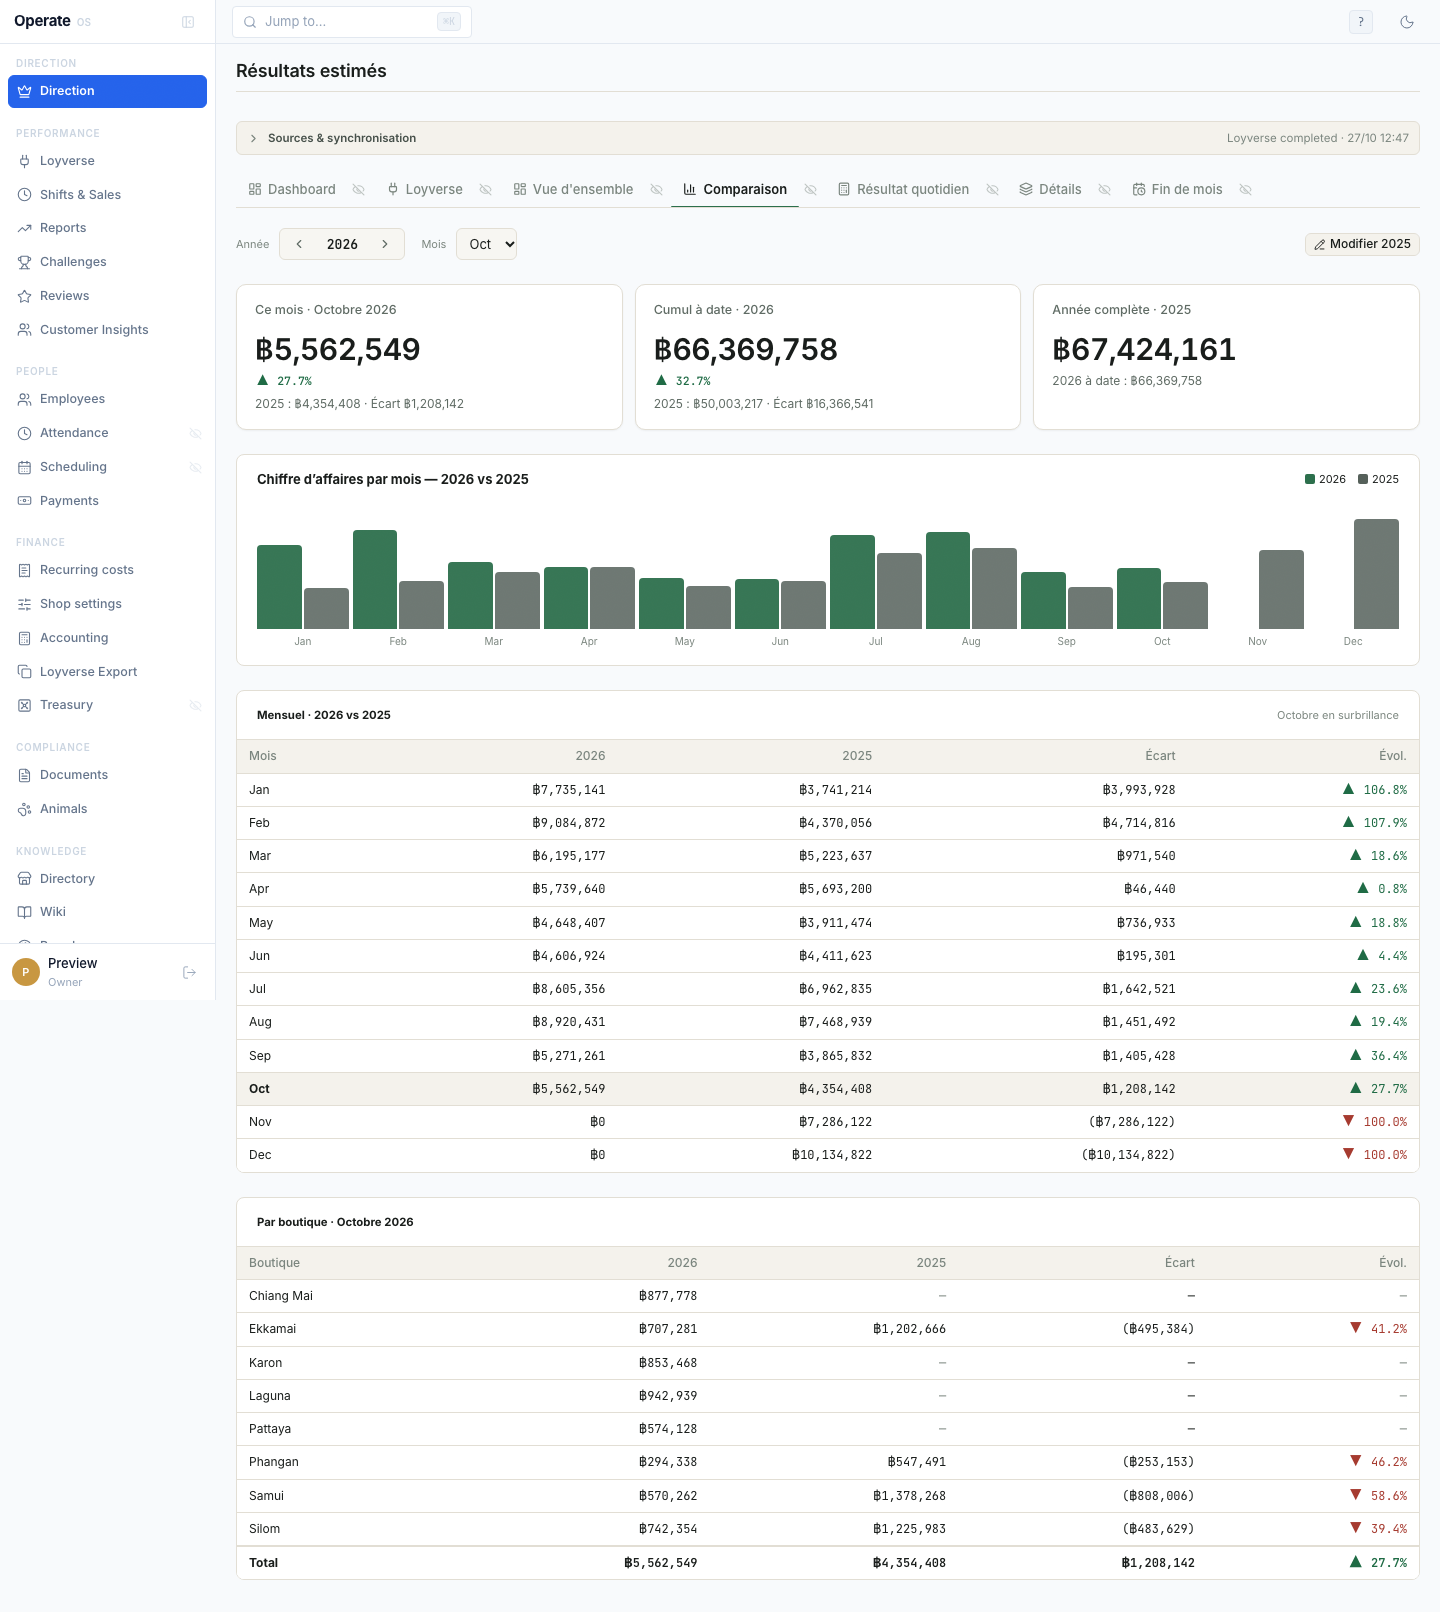 Operate OS
Jump to...
⌘K
?
DIRECTION
Direction
PERFORMANCE
Loyverse
Shifts & Sales
Reports
Challenges
Reviews
Customer Insights
PEOPLE
Employees
Attendance
Scheduling
Payments
FINANCE
Recurring costs
Shop settings
Accounting
Loyverse Export
Treasury
COMPLIANCE
Documents
Animals
KNOWLEDGE
Directory
Wiki
P
Preview
Owner
Résultats estimés
Sources & synchronisation Loyverse completed · 27/10 12:47
Dashboard Loyverse Vue d'ensemble Comparaison Résultat quotidien Détails Fin de mois
Année 2026 Mois Oct Modifier 2025
Ce mois · Octobre 2026
฿5,562,549
▲ 27.7%
2025 : ฿4,354,408 · Écart ฿1,208,142
Cumul à date · 2026
฿66,369,758
▲ 32.7%
2025 : ฿50,003,217 · Écart ฿16,366,541
Année complète · 2025
฿67,424,161
2026 à date : ฿66,369,758
Chiffre d’affaires par mois — 2026 vs 2025 2026 2025
Jan Feb Mar Apr May Jun Jul Aug Sep Oct Nov Dec
Mensuel · 2026 vs 2025 Octobre en surbrillance
Mois 2026 2025 Écart Évol.
Jan ฿7,735,141 ฿3,741,214 ฿3,993,928 ▲ 106.8%
Feb ฿9,084,872 ฿4,370,056 ฿4,714,816 ▲ 107.9%
Mar ฿6,195,177 ฿5,223,637 ฿971,540 ▲ 18.6%
Apr ฿5,739,640 ฿5,693,200 ฿46,440 ▲ 0.8%
May ฿4,648,407 ฿3,911,474 ฿736,933 ▲ 18.8%
Jun ฿4,606,924 ฿4,411,623 ฿195,301 ▲ 4.4%
Jul ฿8,605,356 ฿6,962,835 ฿1,642,521 ▲ 23.6%
Aug ฿8,920,431 ฿7,468,939 ฿1,451,492 ▲ 19.4%
Sep ฿5,271,261 ฿3,865,832 ฿1,405,428 ▲ 36.4%
Oct ฿5,562,549 ฿4,354,408 ฿1,208,142 ▲ 27.7%
Nov ฿0 ฿7,286,122 (฿7,286,122) ▼ 100.0%
Dec ฿0 ฿10,134,822 (฿10,134,822) ▼ 100.0%
Par boutique · Octobre 2026
Boutique 2026 2025 Écart Évol.
Chiang Mai ฿877,778 — — —
Ekkamai ฿707,281 ฿1,202,666 (฿495,384) ▼ 41.2%
Karon ฿853,468 — — —
Laguna ฿942,939 — — —
Pattaya ฿574,128 — — —
Phangan ฿294,338 ฿547,491 (฿253,153) ▼ 46.2%
Samui ฿570,262 ฿1,378,268 (฿808,006) ▼ 58.6%
Silom ฿742,354 ฿1,225,983 (฿483,629) ▼ 39.4%
Total ฿5,562,549 ฿4,354,408 ฿1,208,142 ▲ 27.7%